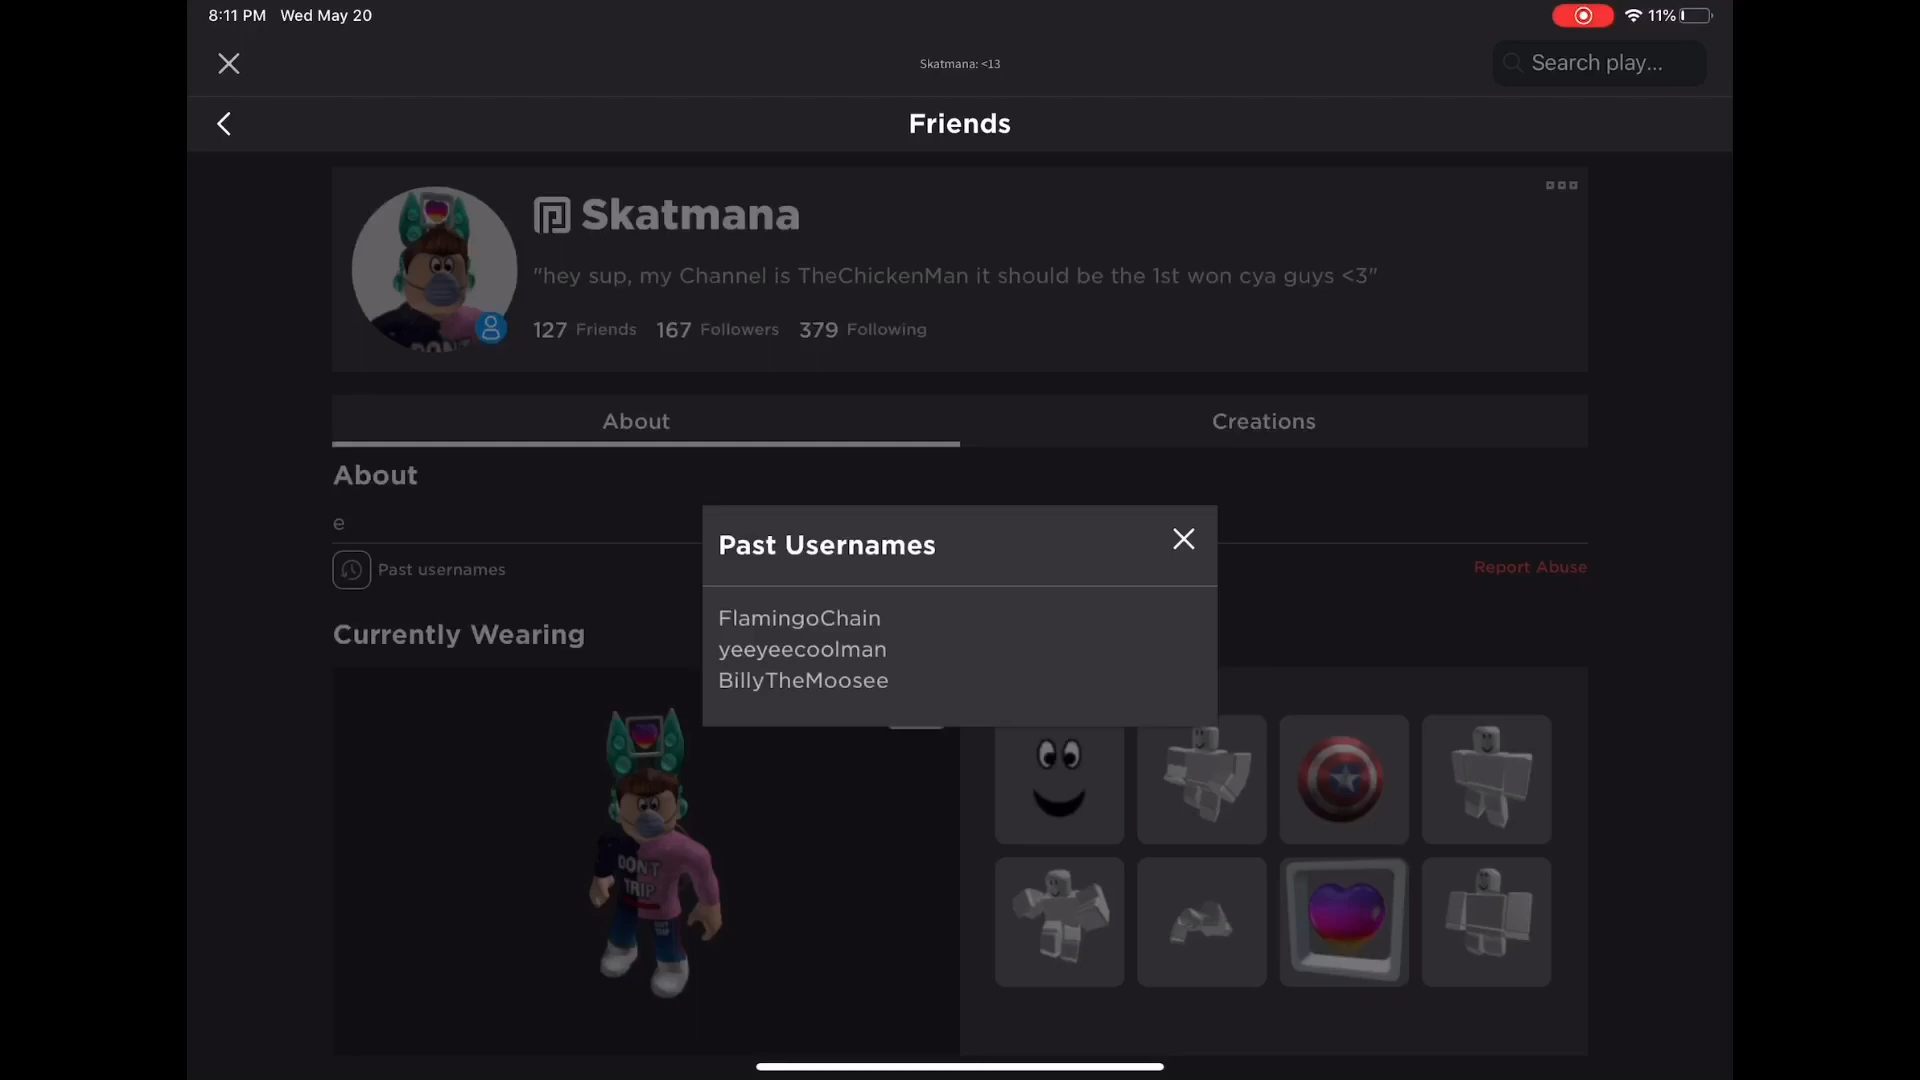 8:11 PM Wed May 20
11%
Skatmana: <13
Search play...
Friends
Skatmana
"hey sup, my Channel is TheChickenMan it should be the 1st won cya guys <3"
127 Friends 167 Followers 379 Following
About Creations
About
e
Past usernames
Report Abuse
Past Usernames
FlamingoChain
yeeyeecoolman
BillyTheMoosee
Currently Wearing
DON'T
TRIP